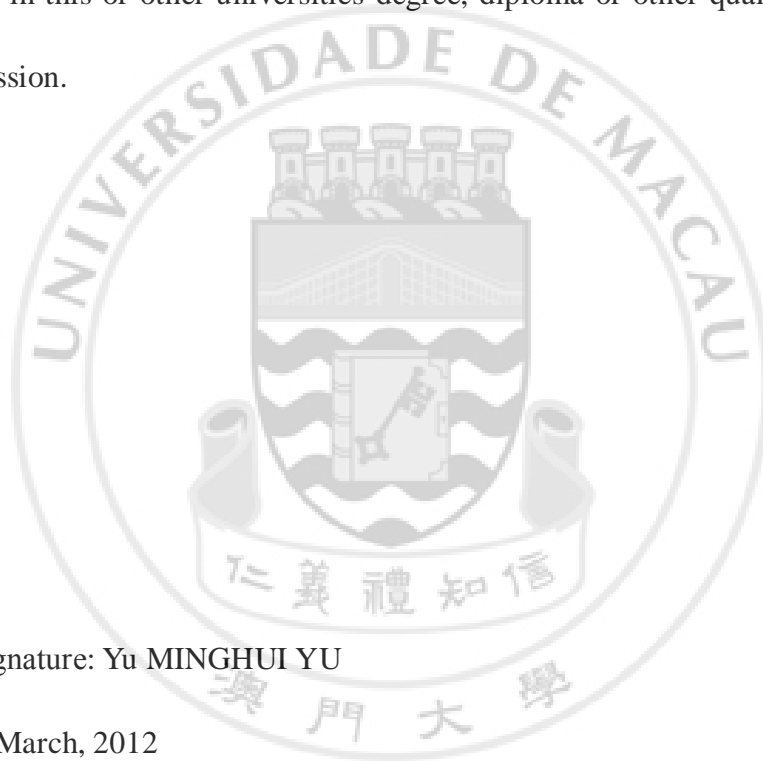 in this or other universities degree, diploma or other
ssion.
UNIVERSIDADE DE MACAU
仁義禮知信
gnature: Yu MINGHUI YU
澳門大學
March, 2012